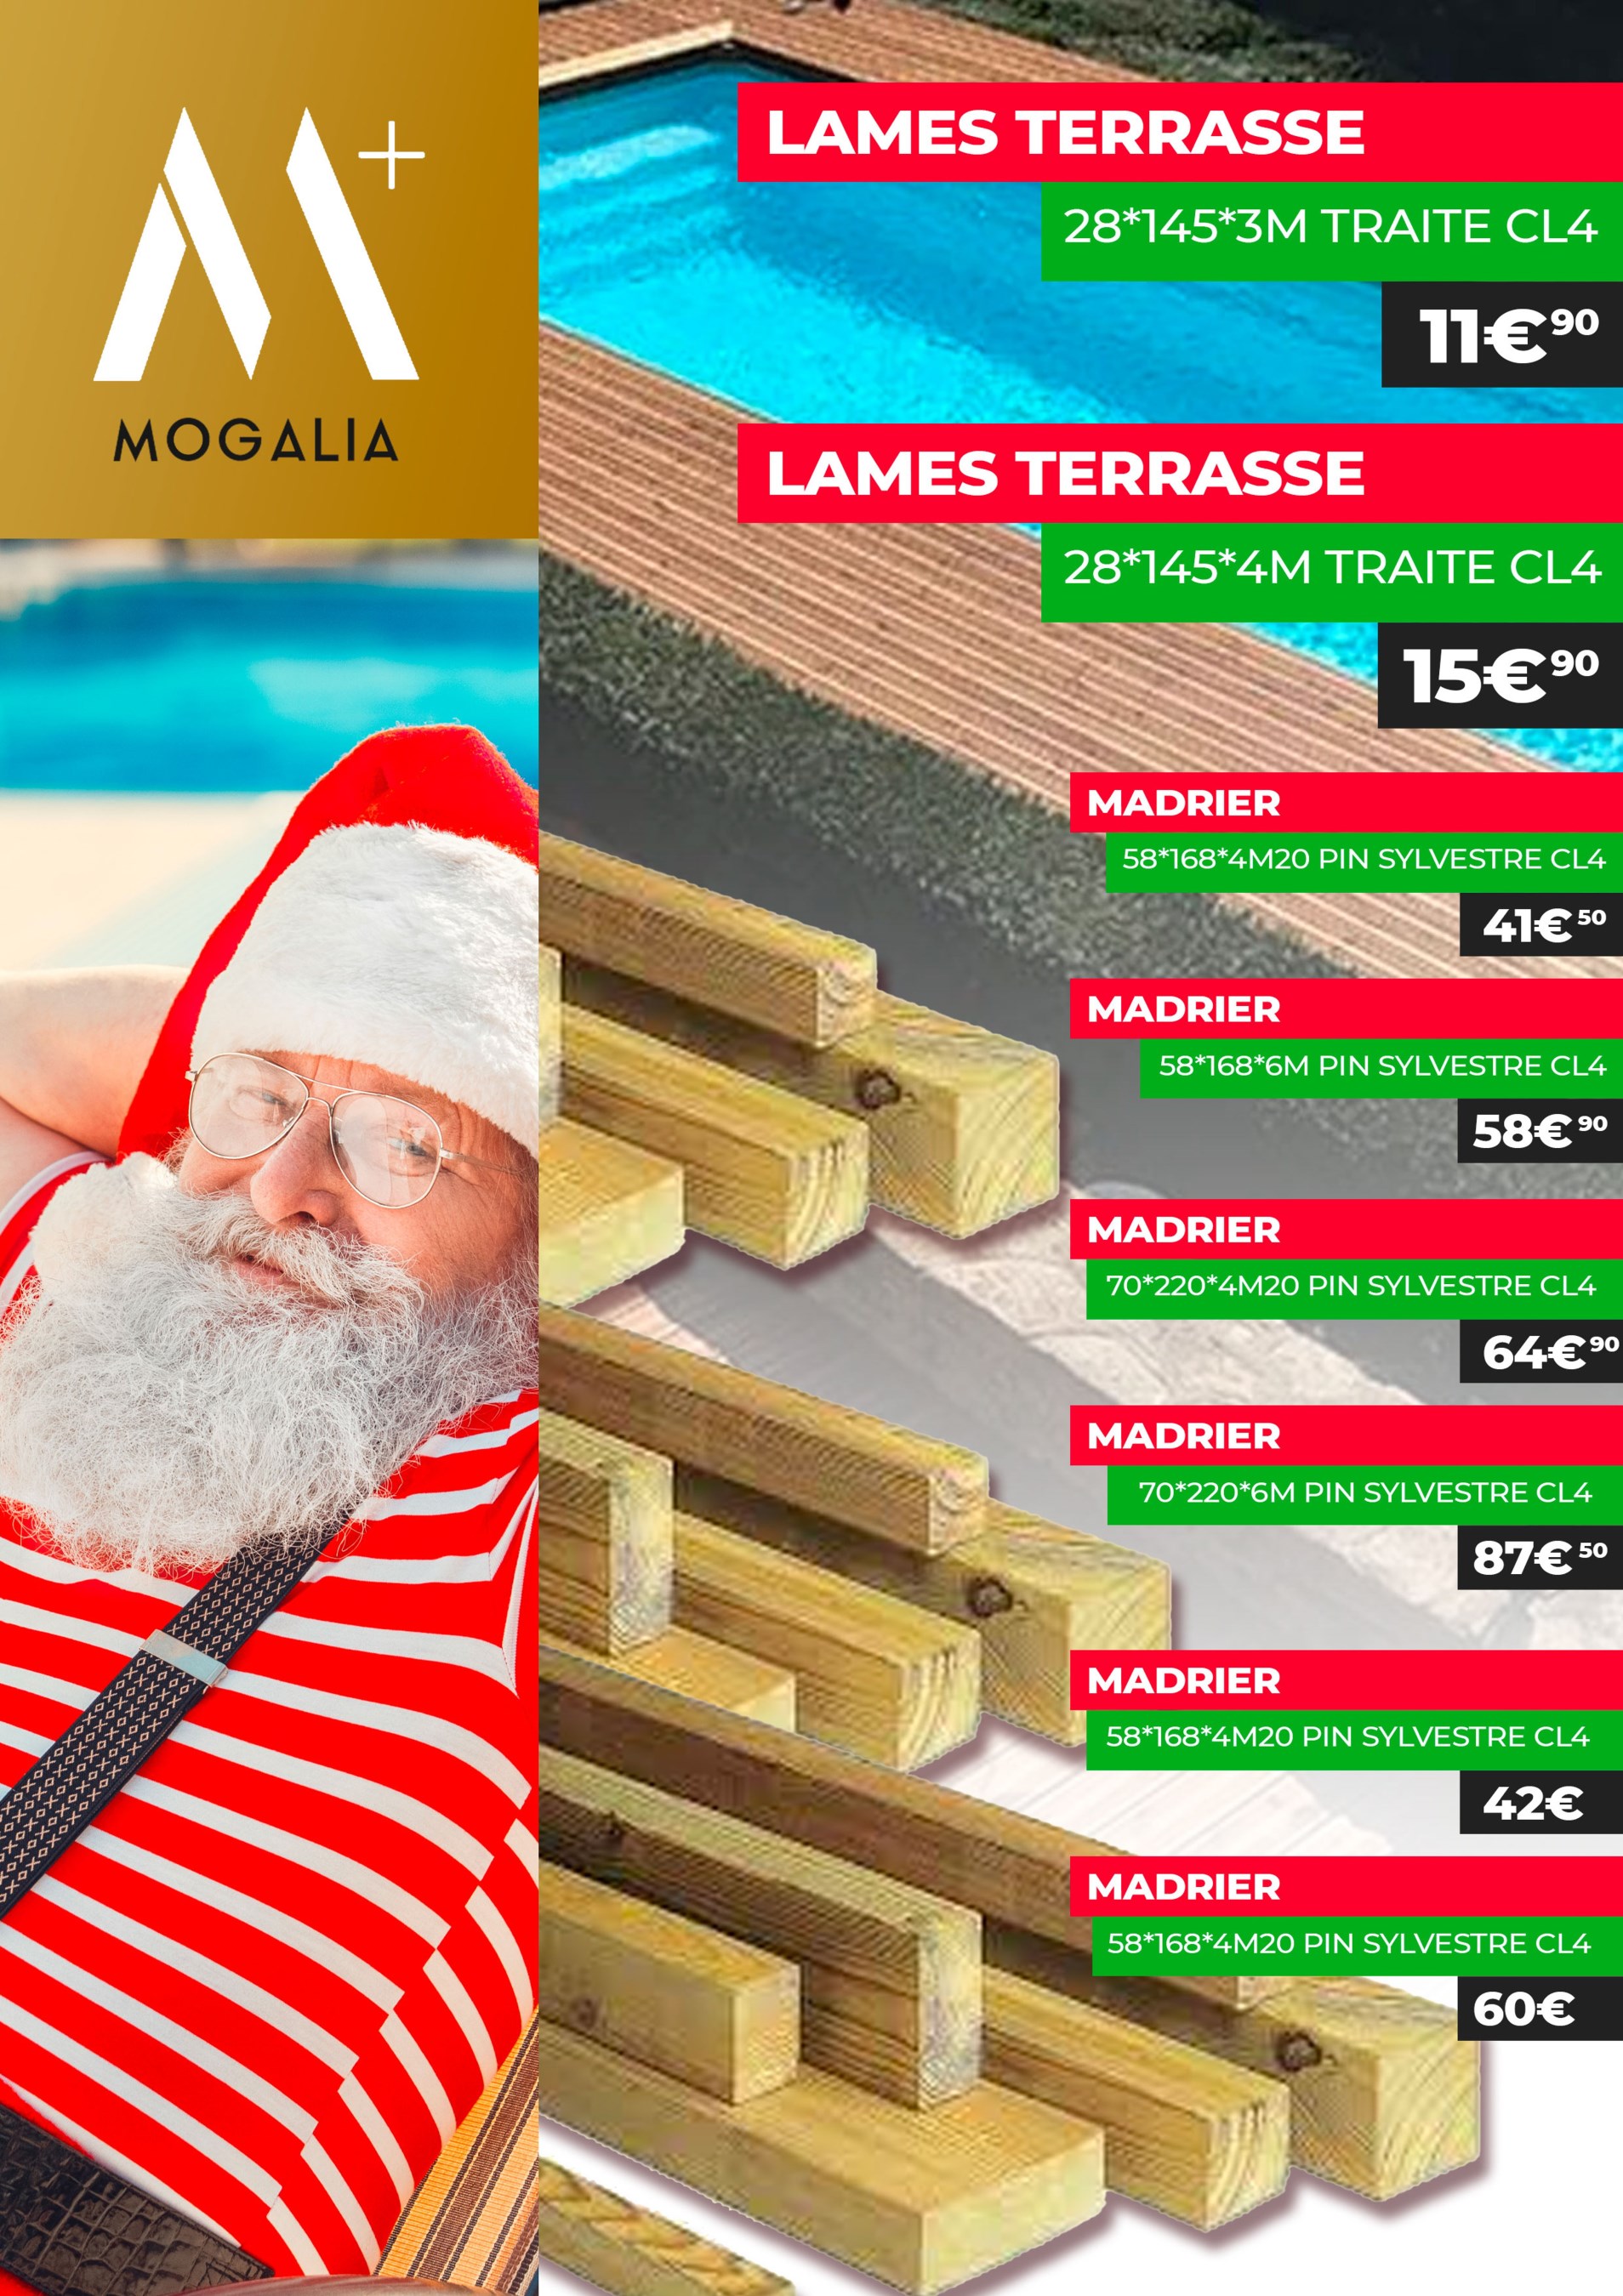 MOGALIA
LAMES TERRASSE
28*145*3M TRAITE CL4
11€90
LAMES TERRASSE
28*145*4M TRAITE CL4
15€90
MADRIER
58*168*4M20 PIN SYLVESTRE CL4
41€50
MADRIER
58*168*6M PIN SYLVESTRE CL4
58€90
MADRIER
70*220*4M20 PIN SYLVESTRE CL4
64€90
MADRIER
70*220*6M PIN SYLVESTRE CL4
87€50
MADRIER
58*168*4M20 PIN SYLVESTRE CL4
42€
MADRIER
58*168*4M20 PIN SYLVESTRE CL4
60€